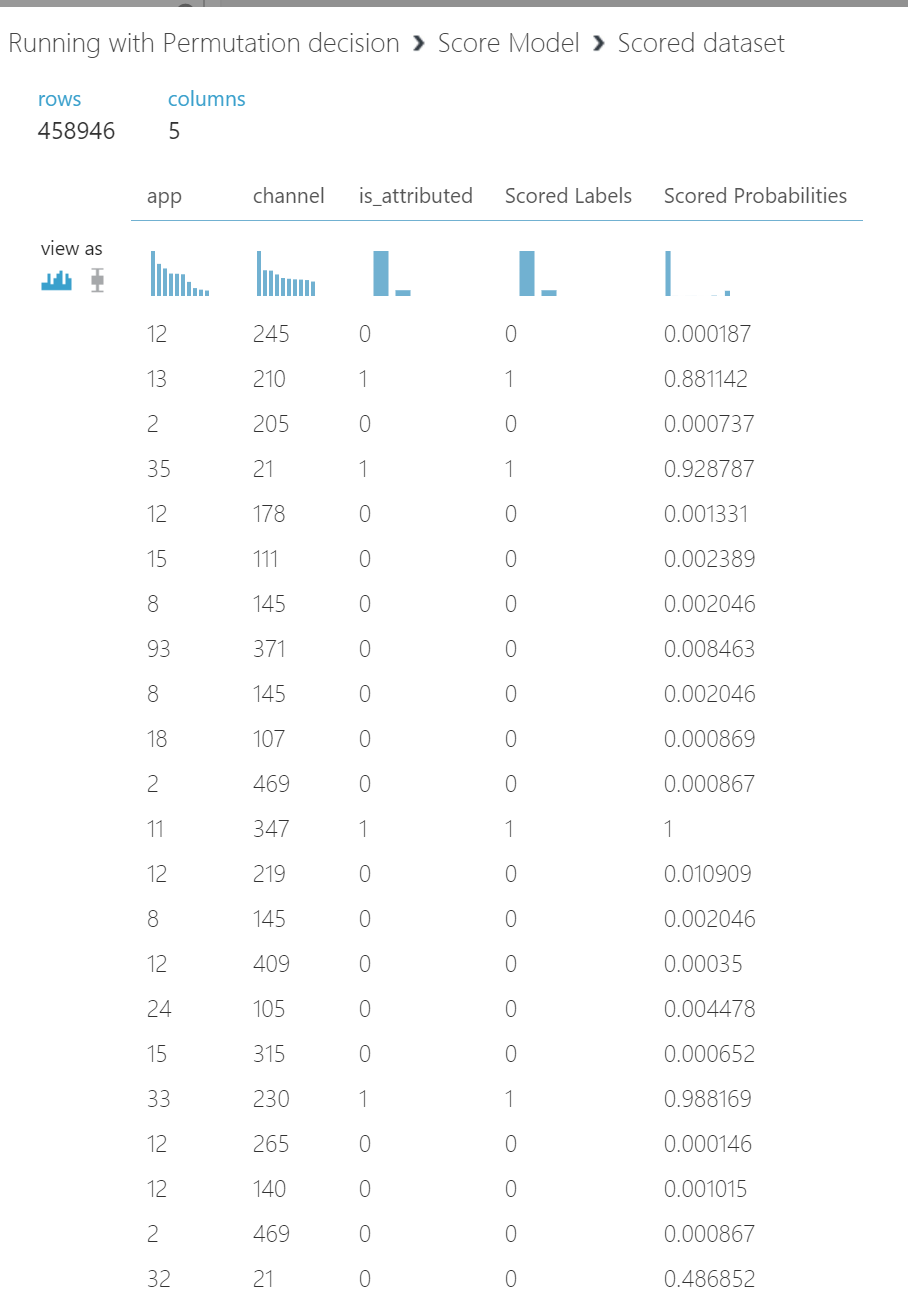 Running with Permutation decision › Score Model › Scored dataset
rows columns
458946 5
app channel is_attributed Scored Labels Scored Probabilities
view as
12 245 0 0 0.000187
13 210 1 1 0.881142
2 205 0 0 0.000737
35 21 1 1 0.928787
12 178 0 0 0.001331
15 111 0 0 0.002389
8 145 0 0 0.002046
93 371 0 0 0.008463
8 145 0 0 0.002046
18 107 0 0 0.000869
2 469 0 0 0.000867
11 347 1 1 1
12 219 0 0 0.010909
8 145 0 0 0.002046
12 409 0 0 0.00035
24 105 0 0 0.004478
15 315 0 0 0.000652
33 230 1 1 0.988169
12 265 0 0 0.000146
12 140 0 0 0.001015
2 469 0 0 0.000867
32 21 0 0 0.486852